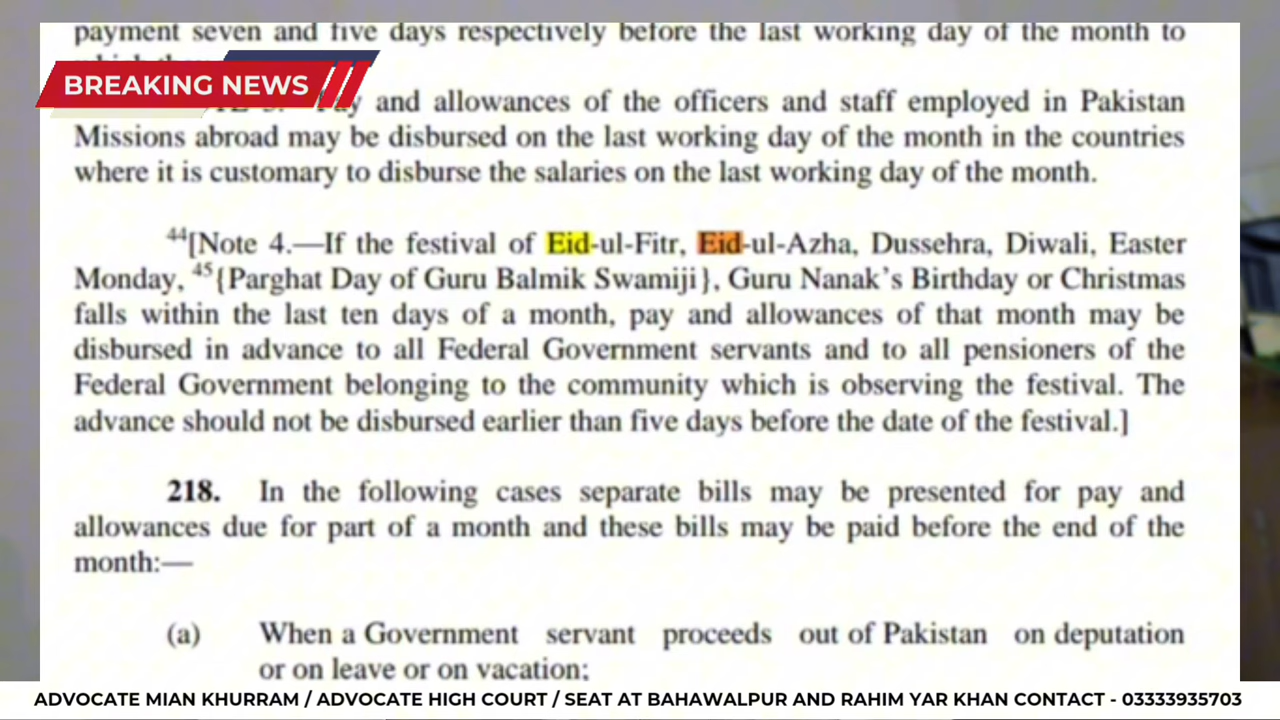 payment seven and five days respectively before the last working day of the month to
BREAKING NEWS
and allowances of the officers and staff employed in Pakistan
Missions abroad may be disbursed on the last working day of the month in the countries
where it is customary to disburse the salaries on the last working day of the month.
44[Note 4.—If the festival of Eid-ul-Fitr, Eid-ul-Azha, Dussehra, Diwali, Easter
Monday, 45{Parghat Day of Guru Balmik Swamiji}, Guru Nanak's Birthday or Christmas
falls within the last ten days of a month, pay and allowances of that month may be
disbursed in advance to all Federal Government servants and to all pensioners of the
Federal Government belonging to the community which is observing the festival. The
advance should not be disbursed earlier than five days before the date of the festival.]
218. In the following cases separate bills may be presented for pay and
allowances due for part of a month and these bills may be paid before the end of the
month:—
(a) When a Government servant proceeds out of Pakistan on deputation
or on leave or on vacation;
ADVOCATE MIAN KHURRAM / ADVOCATE HIGH COURT / SEAT AT BAHAWALPUR AND RAHIM YAR KHAN CONTACT - 03333935703